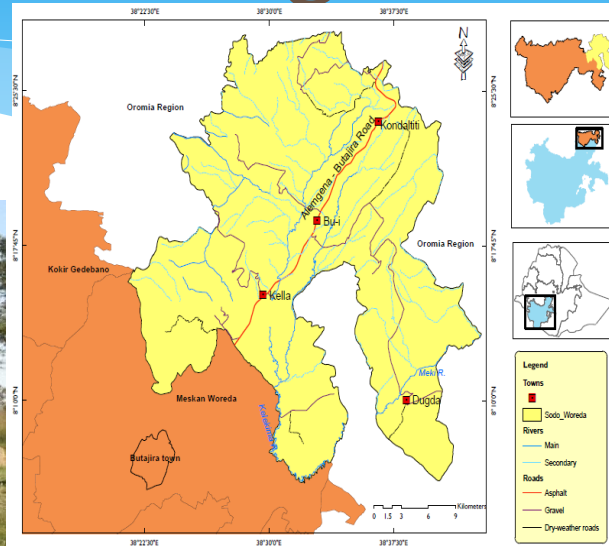 38°22'30"E
38°30'0"E
38°37'30"E
N
8°25'30"N
8°25'30"N
Oromia Region
Kondaltiti
Alemgena - Butajira Road
Bu-i
8°17'45"N
8°17'45"N
Oromia Region
Kokir Gedebano
Kella
Meki R.
8°10'0"N
8°10'0"N
Meskan Woreda
Dugda
Butajira town
Kilometers
0 1.5 3 6 9
38°22'30"E
38°30'0"E
38°37'30"E
Legend
Towns
Sodo_Woreda
Rivers
Main
Secondary
Roads
Asphalt
Gravel
Dry-weather roads